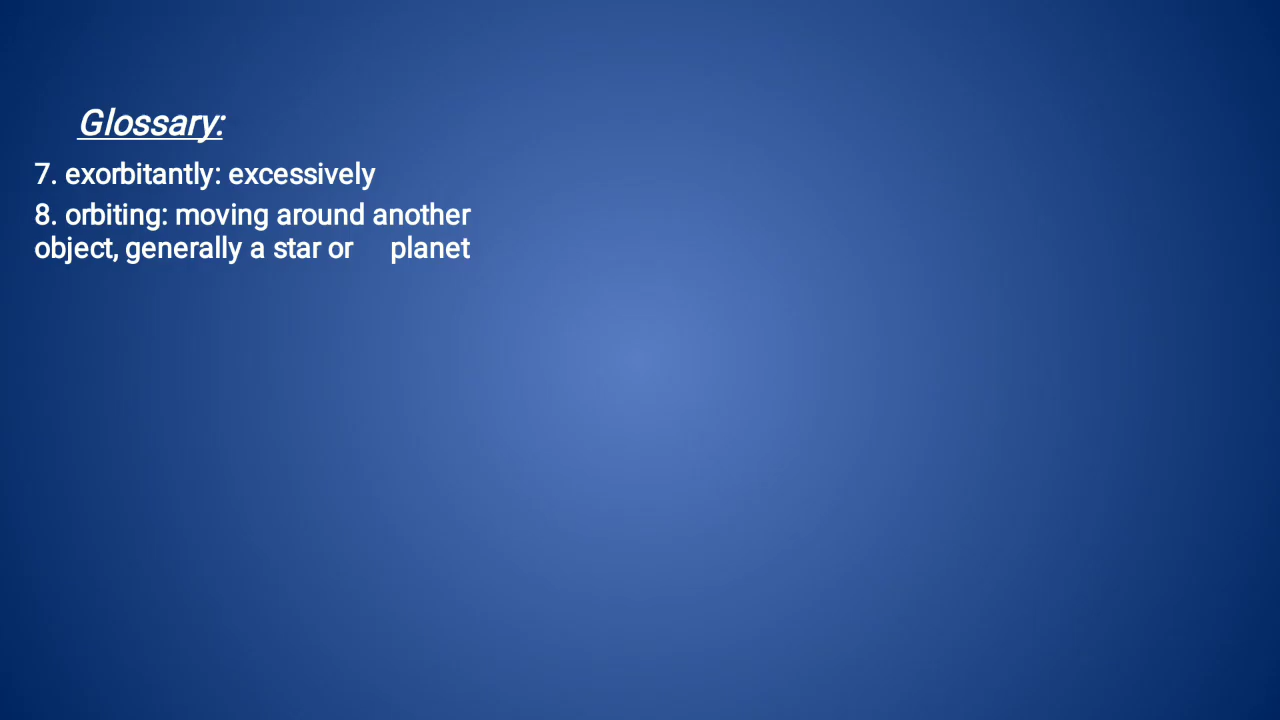 Glossary:
7. exorbitantly: excessively
8. orbiting: moving around another
object, generally a star or     planet